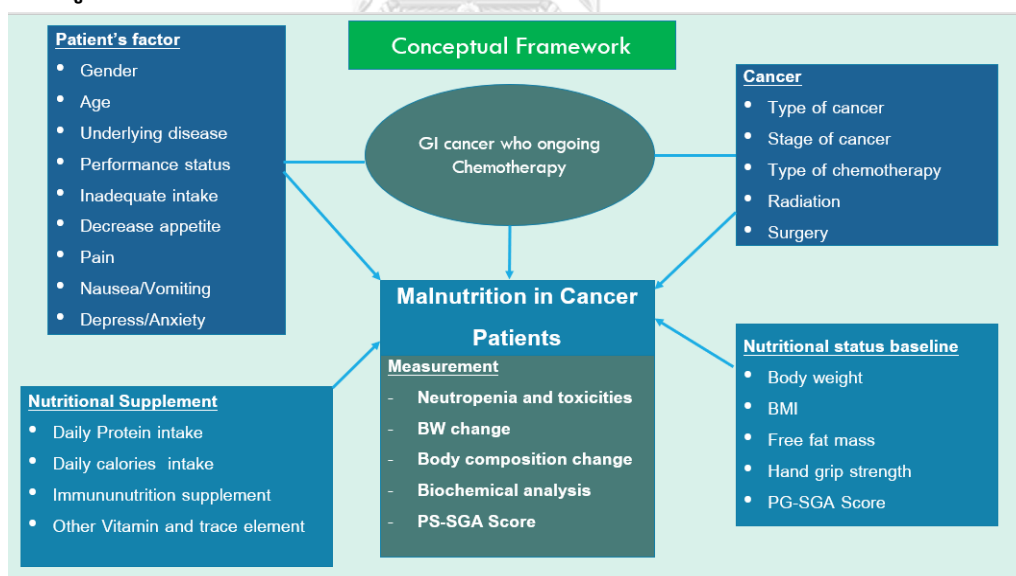 Conceptual Framework
Patient's factor
• Gender
• Age
• Underlying disease
• Performance status
• Inadequate intake
• Decrease appetite
• Pain
• Nausea/Vomiting
• Depress/Anxiety
GI cancer who ongoing
Chemotherapy
Cancer
• Type of cancer
• Stage of cancer
• Type of chemotherapy
• Radiation
• Surgery
Malnutrition in Cancer
Patients
Measurement
- Neutropenia and toxicities
- BW change
- Body composition change
- Biochemical analysis
- PS-SGA Score
Nutritional Supplement
• Daily Protein intake
• Daily calories intake
• Immununutrition supplement
• Other Vitamin and trace element
Nutritional status baseline
• Body weight
• BMI
• Free fat mass
• Hand grip strength
• PG-SGA Score